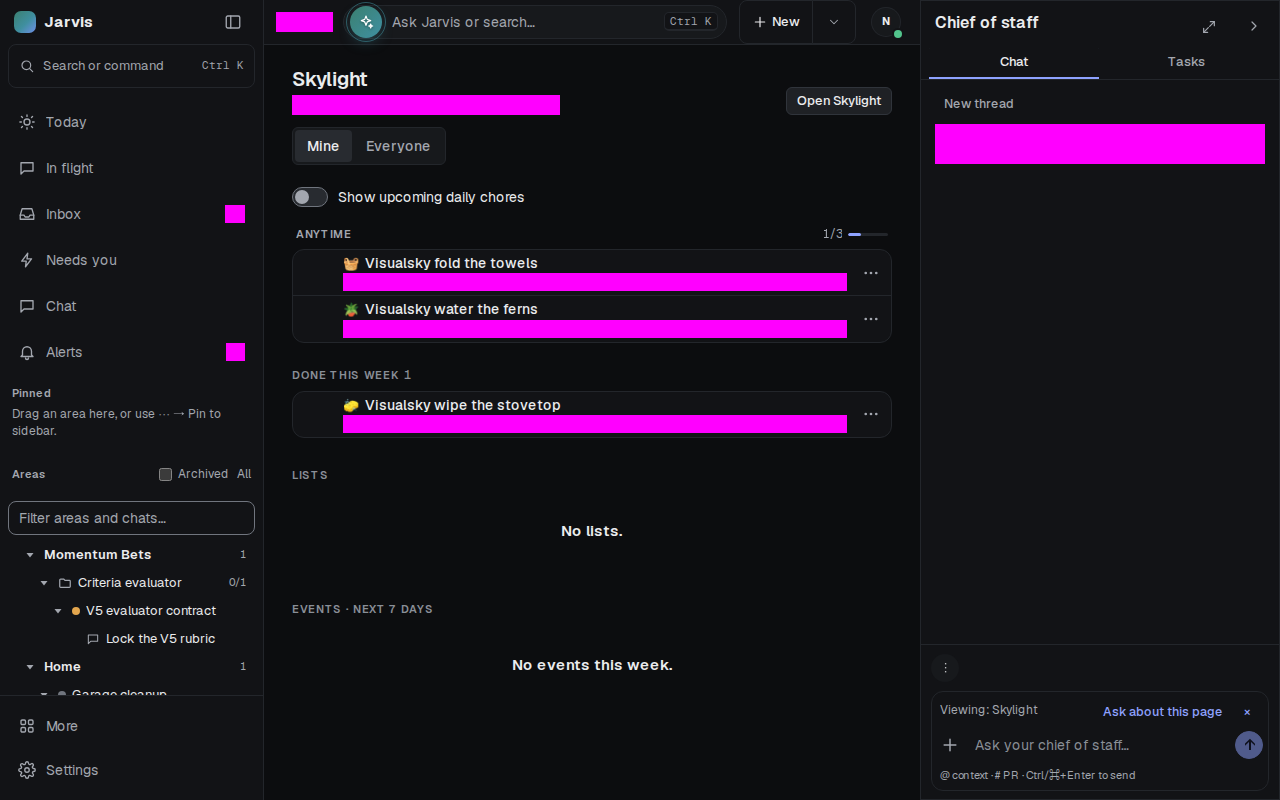 Jarvis
Search or command Ctrl K
Today
In flight
Inbox
Needs you
Chat
Alerts
Pinned
Drag an area here, or use ··· → Pin to
sidebar.
Areas Archived All
Filter areas and chats…
Momentum Bets 1
Criteria evaluator 0/1
V5 evaluator contract
Lock the V5 rubric
Home 1
Garage cleanup
More
Settings
Ask Jarvis or search… Ctrl K
New
N
Skylight
Open Skylight
Mine Everyone
Show upcoming daily chores
ANYTIME 1/3
🧺 Visualsky fold the towels
🪴 Visualsky water the ferns
DONE THIS WEEK 1
🧽 Visualsky wipe the stovetop
LISTS
No lists.
EVENTS · NEXT 7 DAYS
No events this week.
Chief of staff
Chat Tasks
New thread
Viewing: Skylight Ask about this page ×
Ask your chief of staff…
@ context · # PR · Ctrl/⌘+Enter to send